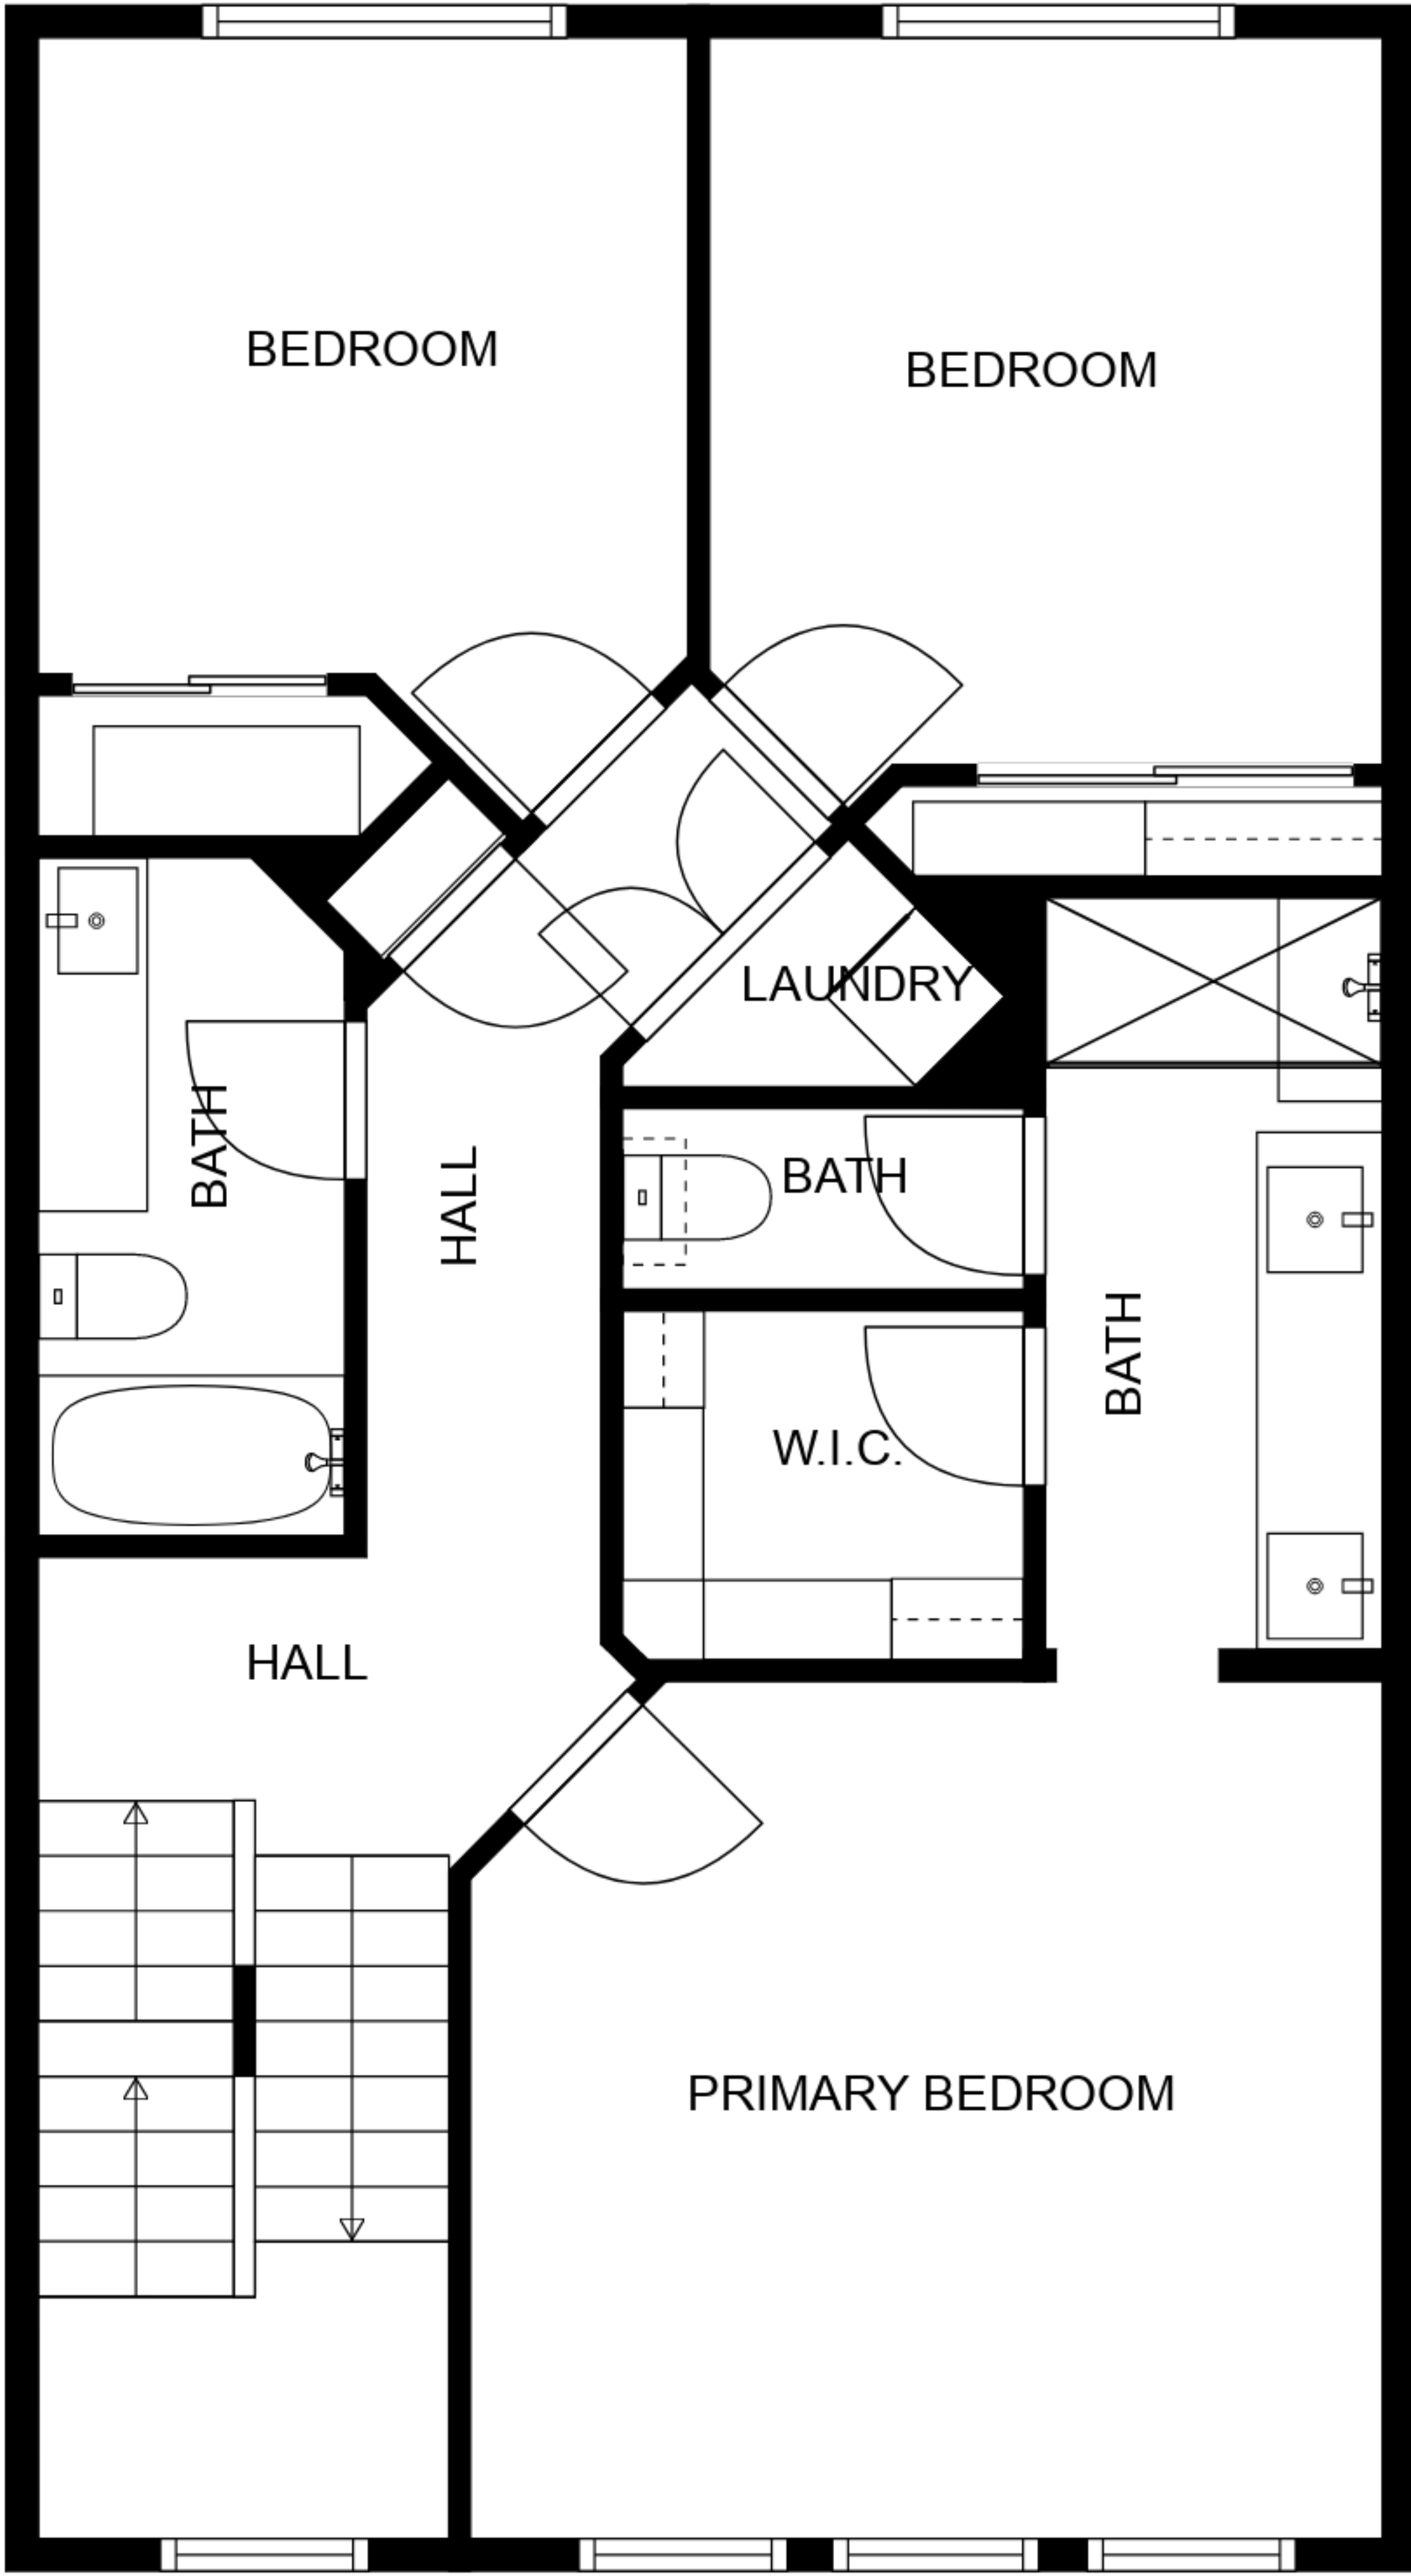 BEDROOM
BEDROOM
LAUNDRY
BATH
HALL
BATH
BATH
W.I.C.
HALL
PRIMARY BEDROOM